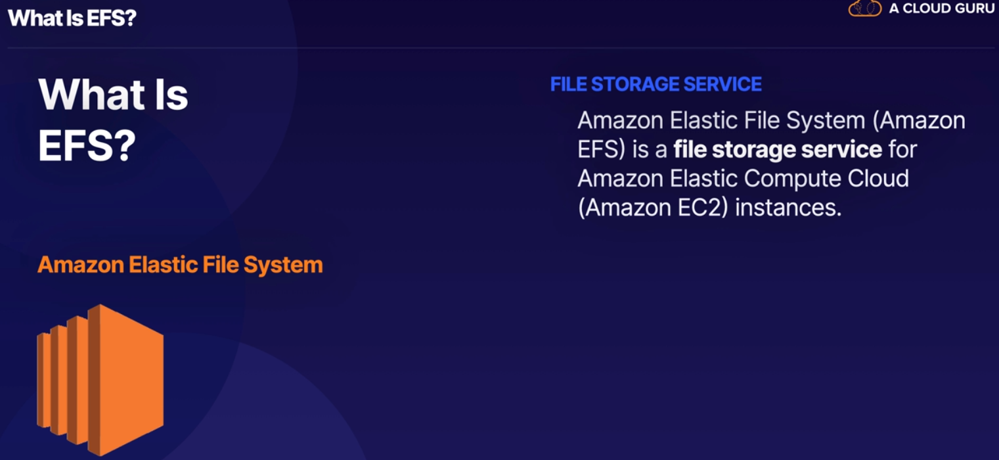 What Is EFS?
A CLOUD GURU
What Is
EFS?
Amazon Elastic File System
FILE STORAGE SERVICE
Amazon Elastic File System (Amazon
EFS) is a file storage service for
Amazon Elastic Compute Cloud
(Amazon EC2) instances.